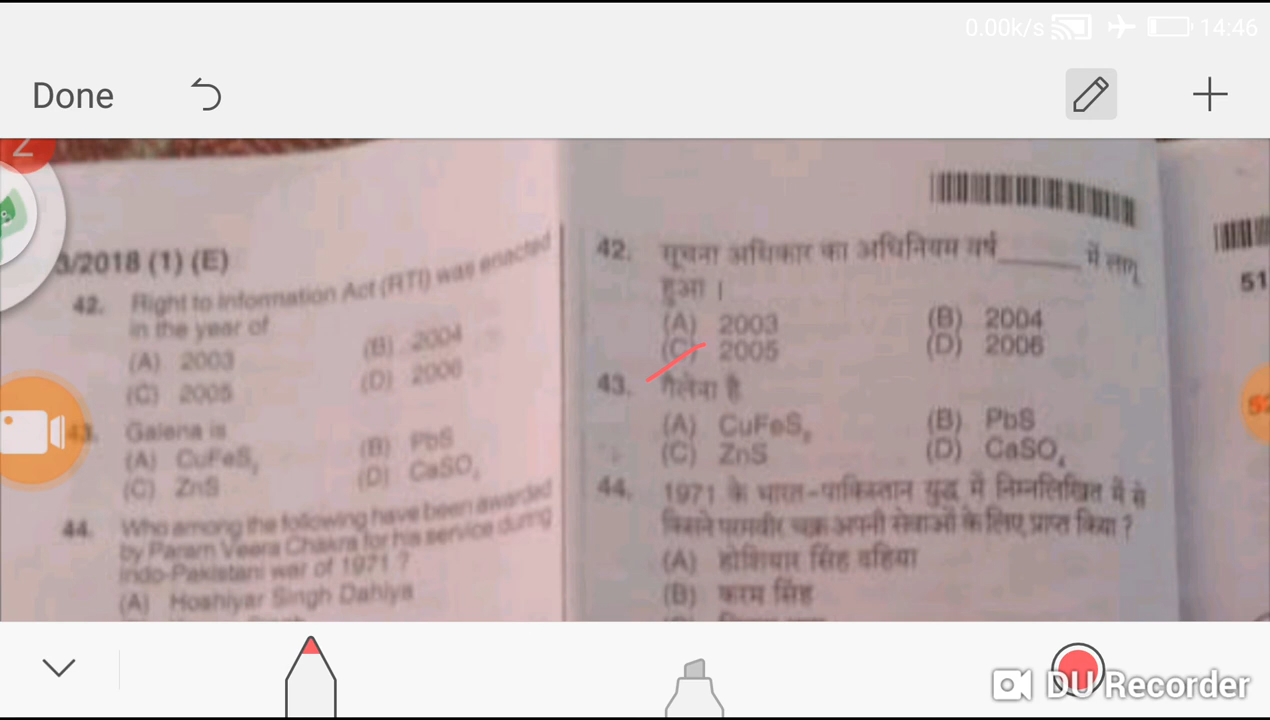 0.00k/s 14:46
Done
2
3/2018 (1) (E)
42. Right to Information Act (RTI) was enacted
in the year of
(A) 2003 (B) 2004
(C) 2005 (D) 2006
43. Galena is
(A) CuFeS₂ (B) PbS
(C) ZnS (D) CaSO₄
44. Who among the following have been awarded
by Param Veera Chakra for his service during
Indo-Pakistani war of 1971 ?
(A) Hoshiyar Singh Dahiya
42. सूचना अधिकार का अधिनियम वर्ष______ में लागू
हुआ ।
(A) 2003 (B) 2004
(C) 2005 (D) 2006
43. गैलेना है
(A) CuFeS₂ (B) PbS
(C) ZnS (D) CaSO₄
44. 1971 के भारत-पाकिस्तान युद्ध में निम्नलिखित में से
किसने परमवीर चक्र अपनी सेवाओं के लिए प्राप्त किया ?
(A) होशियार सिंह दहिया
(B) करम सिंह
51
52
DU Recorder